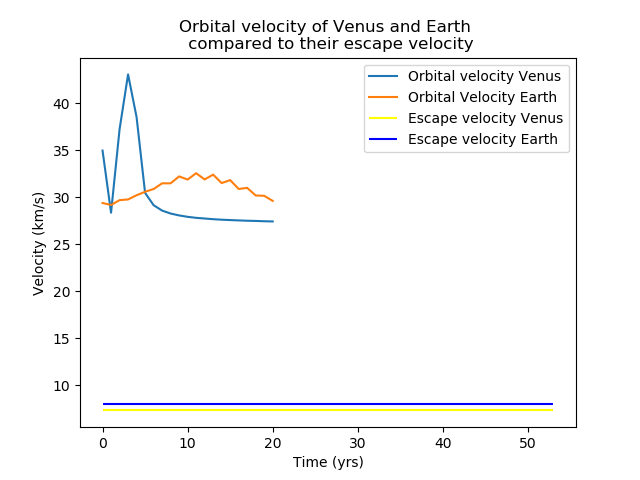 Orbital velocity of Venus and Earth
compared to their escape velocity
Orbital velocity Venus
Orbital Velocity Earth
Escape velocity Venus
Escape velocity Earth
Velocity (km/s)
40
35
30
25
20
15
10
0 10 20 30 40 50
Time (yrs)